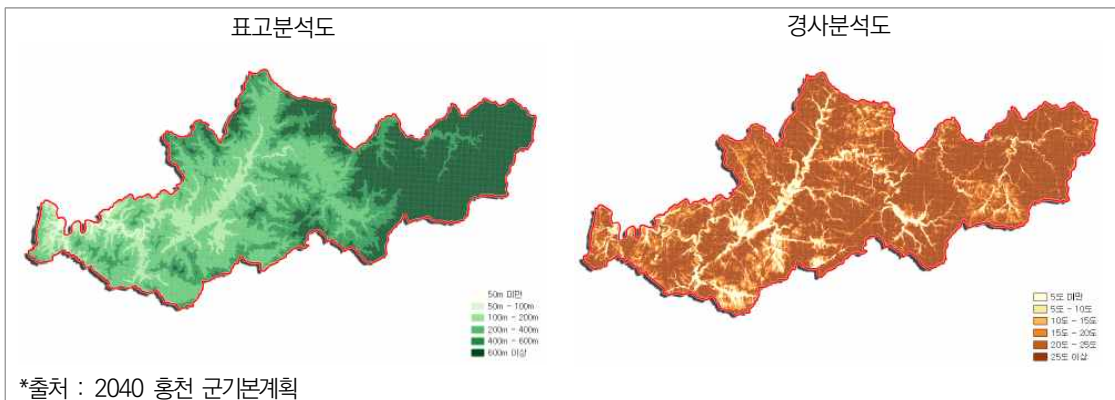 표고분석도
경사분석도
50m 미만
50m - 100m
100m - 200m
200m - 400m
400m - 600m
600m 이상
5도 미만
5도 - 10도
10도 - 15도
15도 - 20도
20도 - 25도
25도 이상
*출처 : 2040 홍천 군기본계획